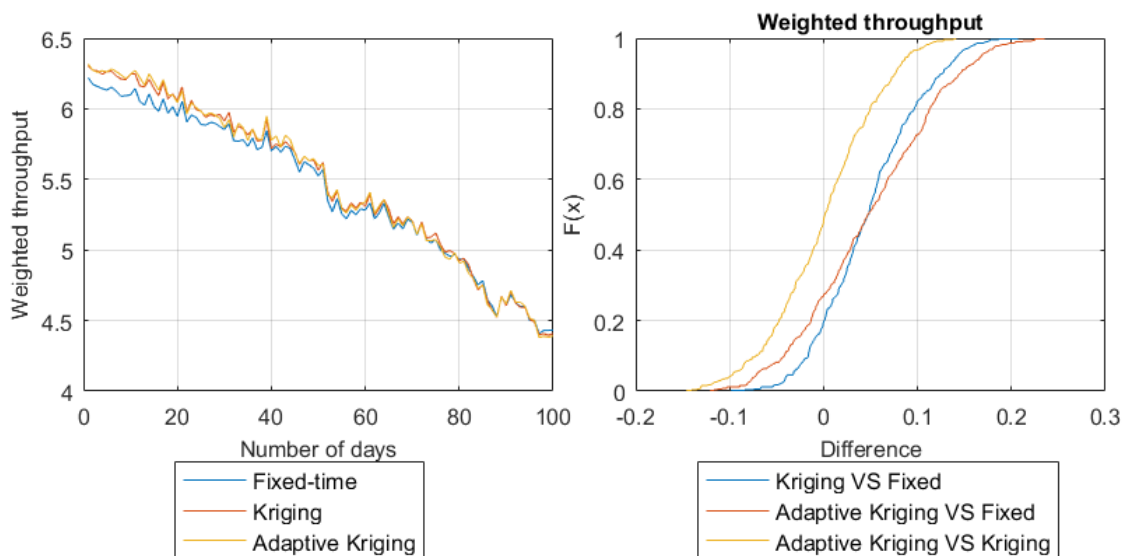 6.5
6
5.5
5
4.5
4
0
20
40
60
80
100
Weighted throughput
Number of days
Fixed-time
Kriging
Adaptive Kriging
Weighted throughput
1
0.8
0.6
0.4
0.2
0
-0.2
-0.1
0
0.1
0.2
0.3
F(x)
Difference
Kriging VS Fixed
Adaptive Kriging VS Fixed
Adaptive Kriging VS Kriging